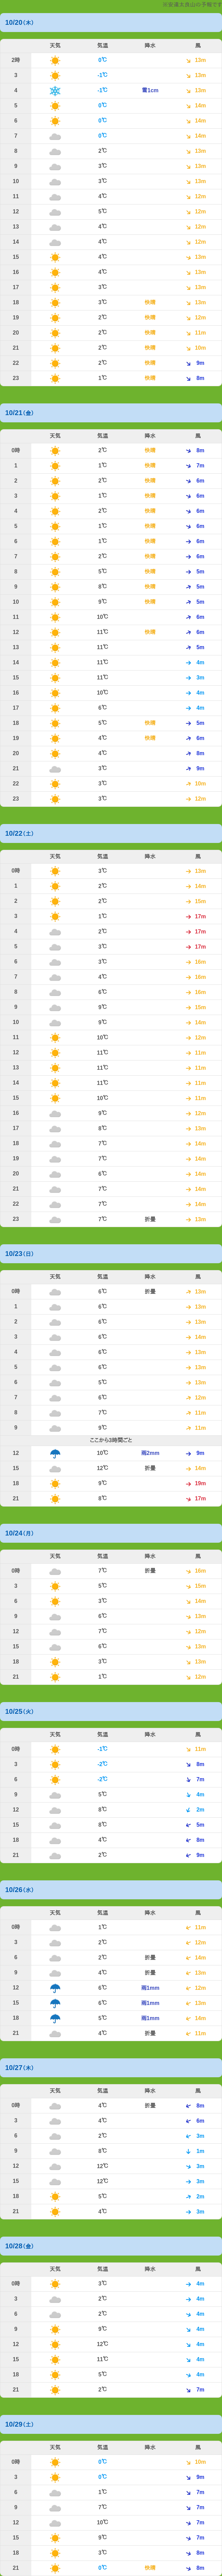 10/20(木)
天気 気温 降水 風
2時 0℃ 13m
3 -1℃ 13m
4 -1℃ 雪1cm 13m
5 0℃ 14m
6 0℃ 14m
7 0℃ 14m
8 2℃ 13m
9 3℃ 13m
10 3℃ 13m
11 4℃ 12m
12 5℃ 12m
13 4℃ 12m
14 4℃ 12m
15 4℃ 13m
16 4℃ 13m
17 3℃ 13m
18 3℃ 快晴 13m
19 2℃ 快晴 12m
20 2℃ 快晴 11m
21 2℃ 快晴 10m
22 2℃ 快晴 9m
23 1℃ 快晴 8m
10/21(金)
天気 気温 降水 風
0時 2℃ 快晴 8m
1 1℃ 快晴 7m
2 2℃ 快晴 6m
3 1℃ 快晴 6m
4 2℃ 快晴 6m
5 1℃ 快晴 6m
6 1℃ 快晴 6m
7 2℃ 快晴 6m
8 5℃ 快晴 5m
9 8℃ 快晴 5m
10 9℃ 快晴 5m
11 10℃ 6m
12 11℃ 快晴 6m
13 11℃ 5m
14 11℃ 4m
15 11℃ 3m
16 10℃ 4m
17 6℃ 4m
18 5℃ 快晴 5m
19 4℃ 快晴 6m
20 4℃ 8m
21 3℃ 9m
22 3℃ 10m
23 3℃ 12m
10/22(土)
天気 気温 降水 風
0時 3℃ 13m
1 2℃ 14m
2 2℃ 15m
3 1℃ 17m
4 2℃ 17m
5 3℃ 17m
6 3℃ 16m
7 4℃ 16m
8 6℃ 16m
9 9℃ 15m
10 9℃ 14m
11 10℃ 12m
12 11℃ 11m
13 11℃ 11m
14 11℃ 11m
15 10℃ 11m
16 9℃ 12m
17 8℃ 13m
18 7℃ 14m
19 7℃ 14m
20 6℃ 14m
21 7℃ 14m
22 7℃ 14m
23 7℃ 折曇 13m
10/23(日)
天気 気温 降水 風
0時 6℃ 折曇 13m
1 6℃ 13m
2 6℃ 13m
3 6℃ 14m
4 6℃ 13m
5 6℃ 13m
6 5℃ 13m
7 6℃ 12m
8 7℃ 11m
9 9℃ 11m
ここから3時間ごと
12 10℃ 雨2mm 9m
15 12℃ 折曇 14m
18 9℃ 19m
21 8℃ 17m
10/24(月)
天気 気温 降水 風
0時 7℃ 折曇 16m
3 5℃ 15m
6 3℃ 14m
9 6℃ 13m
12 7℃ 12m
15 6℃ 13m
18 3℃ 13m
21 1℃ 12m
10/25(火)
天気 気温 降水 風
0時 -1℃ 11m
3 -2℃ 8m
6 -2℃ 7m
9 5℃ 4m
12 8℃ 2m
15 8℃ 5m
18 4℃ 8m
21 2℃ 9m
10/26(水)
天気 気温 降水 風
0時 1℃ 11m
3 2℃ 12m
6 2℃ 折曇 14m
9 4℃ 折曇 13m
12 6℃ 雨1mm 12m
15 6℃ 雨1mm 13m
18 5℃ 雨1mm 14m
21 4℃ 折曇 11m
10/27(木)
天気 気温 降水 風
0時 4℃ 折曇 8m
3 4℃ 6m
6 2℃ 3m
9 8℃ 1m
12 12℃ 3m
15 12℃ 3m
18 5℃ 2m
21 4℃ 3m
10/28(金)
天気 気温 降水 風
0時 3℃ 4m
3 2℃ 4m
6 2℃ 4m
9 9℃ 4m
12 12℃ 4m
15 11℃ 4m
18 5℃ 4m
21 2℃ 7m
10/29(土)
天気 気温 降水 風
0時 0℃ 10m
3 0℃ 9m
6 1℃ 7m
9 7℃ 7m
12 10℃ 7m
15 9℃ 7m
18 3℃ 8m
21 0℃ 快晴 8m